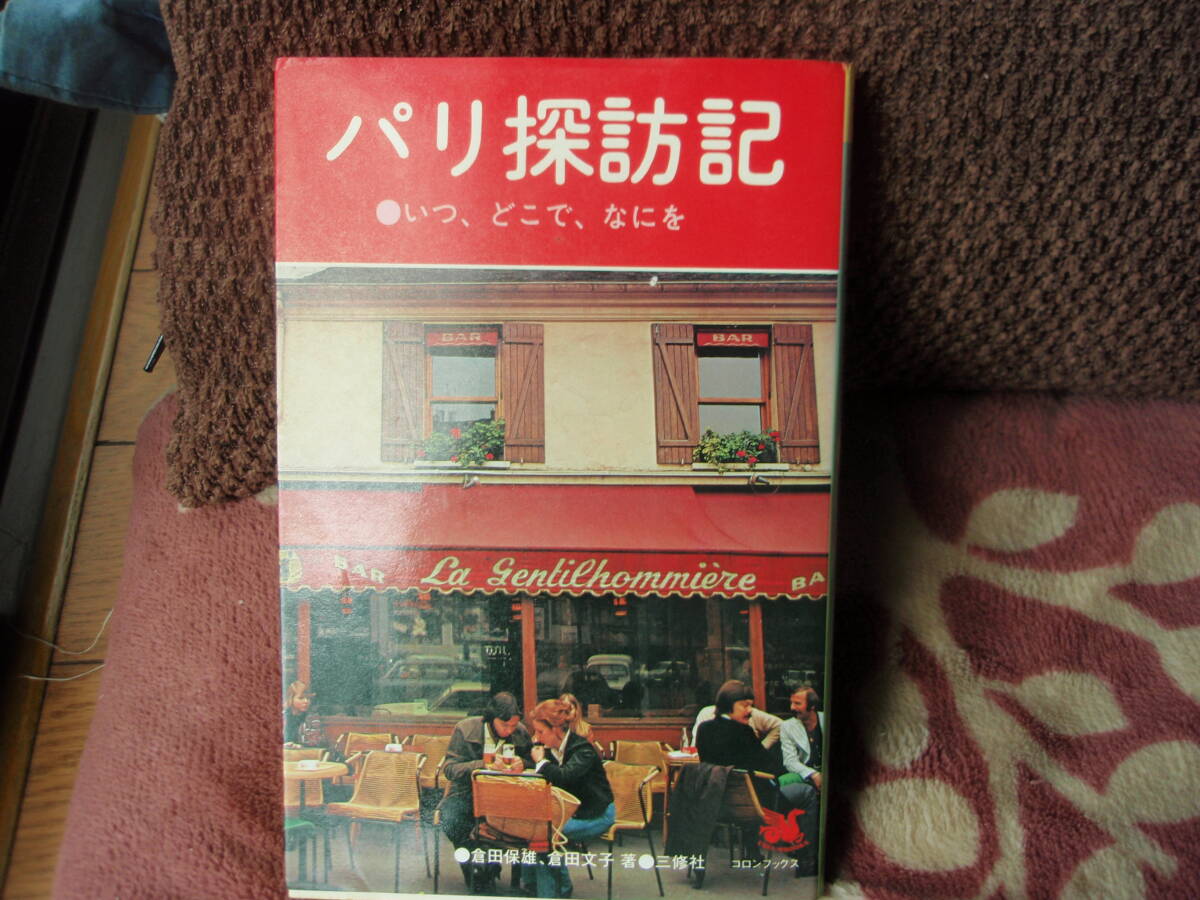 パリ探訪記
●いつ、どこで、なにを
BAR
BAR
BAR La Gentilhommière BA
●倉田保雄、倉田文子 著●三修社 コロンブックス